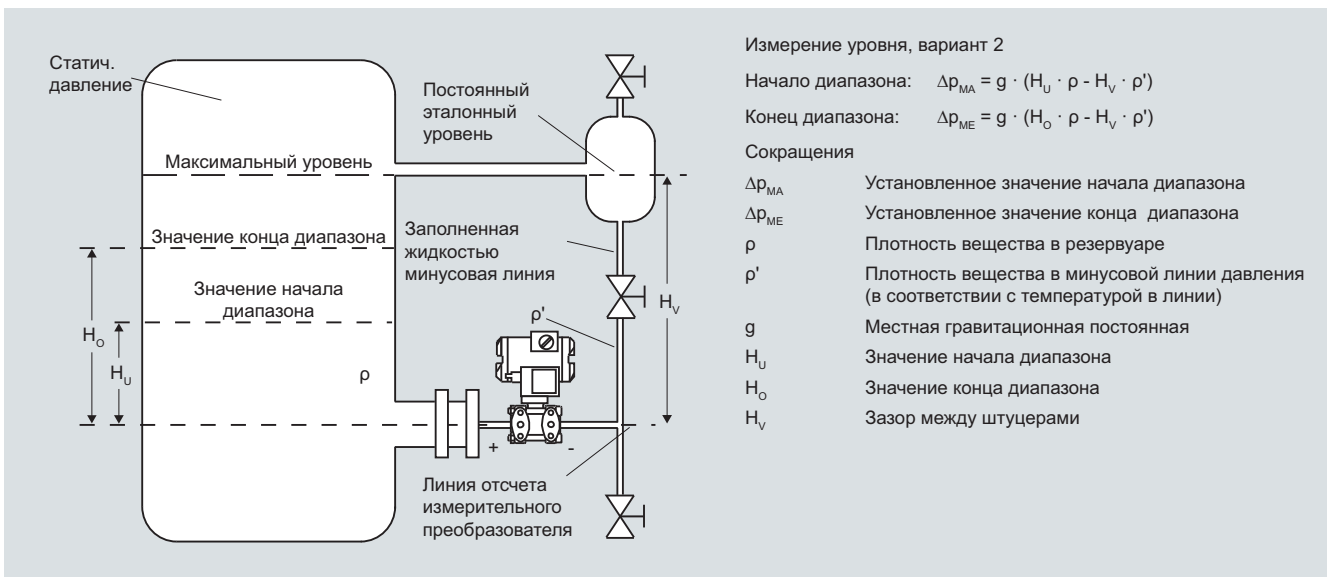 Статич.
давление
Постоянный
эталонный
уровень
Максимальный уровень
Значение конца диапазона
Заполненная
жидкостью
минусовая линия
Значение начала
диапазона
H_V
ρ'
H_O
H_U
ρ
+
-
Линия отсчета
измерительного
преобразователя
Измерение уровня, вариант 2
Начало диапазона: Δp_MA = g · (H_U · ρ - H_V · ρ')
Конец диапазона: Δp_ME = g · (H_O · ρ - H_V · ρ')
Сокращения
Δp_MA Установленное значение начала диапазона
Δp_ME Установленное значение конца диапазона
ρ Плотность вещества в резервуаре
ρ' Плотность вещества в минусовой линии давления
(в соответствии с температурой в линии)
g Местная гравитационная постоянная
H_U Значение начала диапазона
H_O Значение конца диапазона
H_V Зазор между штуцерами